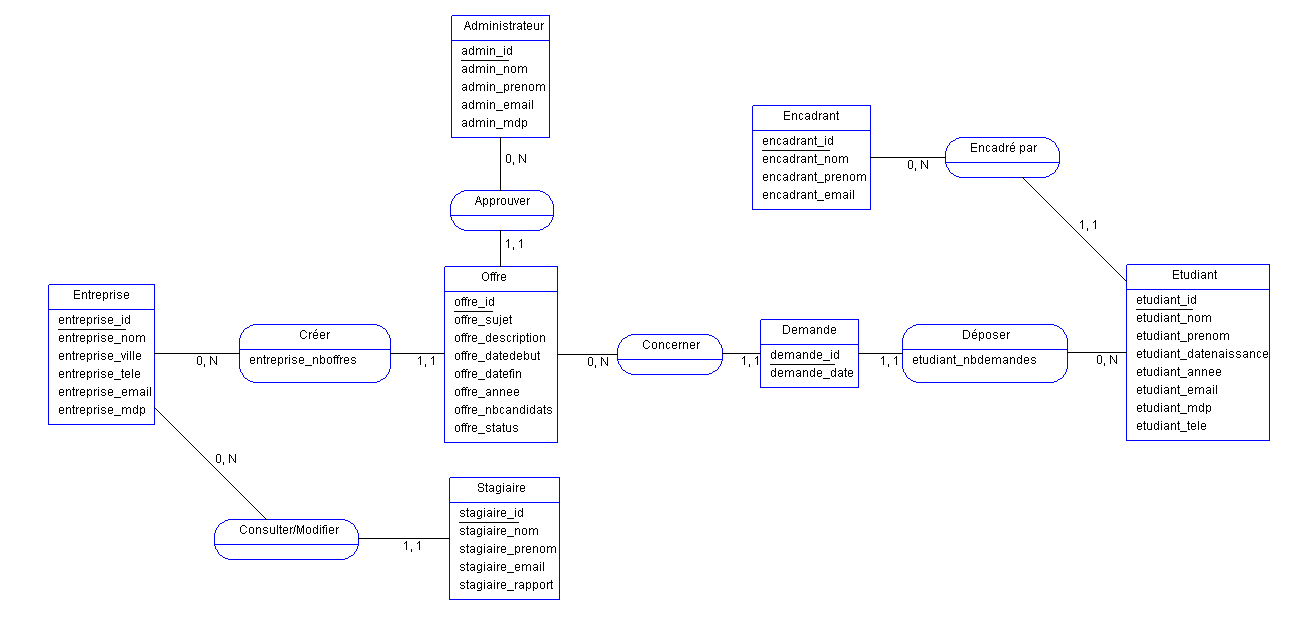 Administrateur
admin_id
admin_nom
admin_prenom
admin_email
admin_mdp
0, N
Approuver
1, 1
Encadrant
encadrant_id
encadrant_nom
encadrant_prenom
encadrant_email
0, N
Encadré par
1, 1
Entreprise
entreprise_id
entreprise_nom
entreprise_ville
entreprise_tele
entreprise_email
entreprise_mdp
0, N
Créer
entreprise_nboffres
1, 1
Offre
offre_id
offre_sujet
offre_description
offre_datedebut
offre_datefin
offre_annee
offre_nbcandidats
offre_status
0, N
Concerner
1, 1
Demande
demande_id
demande_date
1, 1
Déposer
etudiant_nbdemandes
0, N
Etudiant
etudiant_id
etudiant_nom
etudiant_prenom
etudiant_datenaissance
etudiant_annee
etudiant_email
etudiant_mdp
etudiant_tele
0, N
Consulter/Modifier
1, 1
Stagiaire
stagiaire_id
stagiaire_nom
stagiaire_prenom
stagiaire_email
stagiaire_rapport